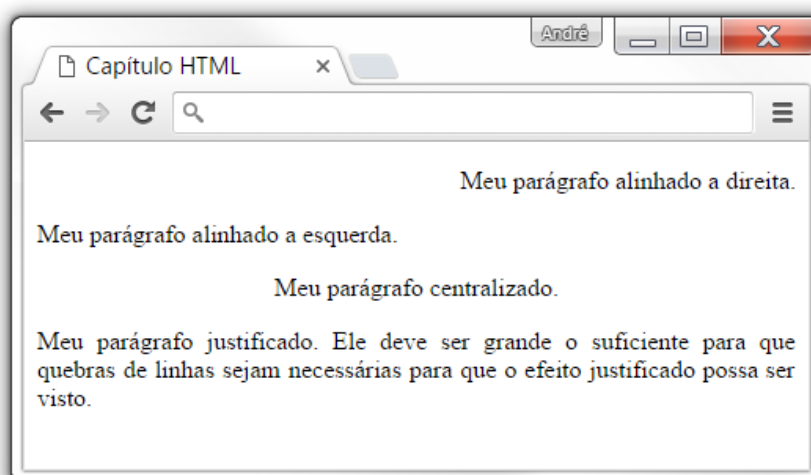 André
Capítulo HTML
Meu parágrafo alinhado a direita.
Meu parágrafo alinhado a esquerda.
Meu parágrafo centralizado.
Meu parágrafo justificado. Ele deve ser grande o suficiente para que
quebras de linhas sejam necessárias para que o efeito justificado possa ser
visto.